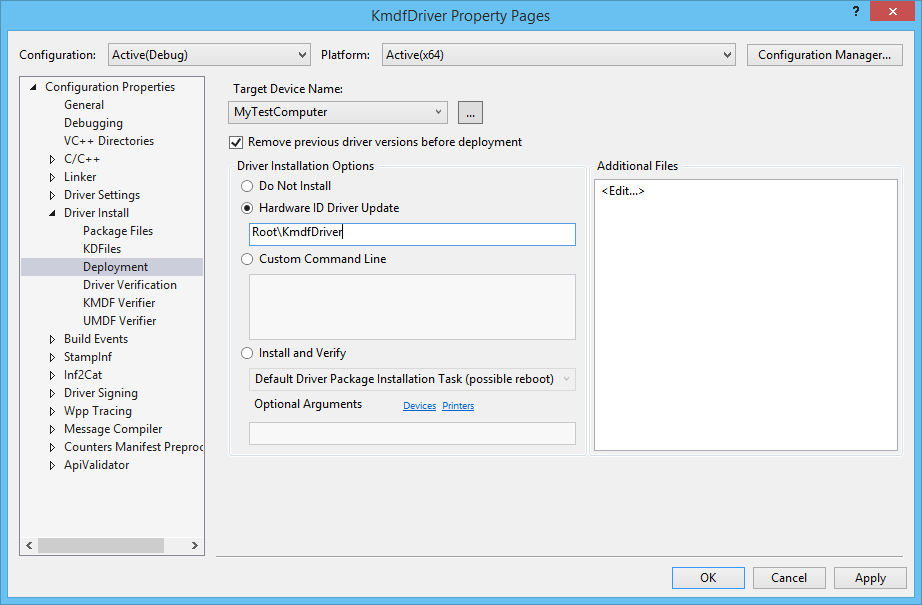 KmdfDriver Property Pages
?
Configuration: Active(Debug) Platform: Active(x64) Configuration Manager...
Configuration Properties
General
Debugging
VC++ Directories
C/C++
Linker
Driver Settings
Driver Install
Package Files
KDFiles
Deployment
Driver Verification
KMDF Verifier
UMDF Verifier
Build Events
StampInf
Inf2Cat
Driver Signing
Wpp Tracing
Message Compiler
Counters Manifest Preproc
ApiValidator
Target Device Name:
MyTestComputer ...
Remove previous driver versions before deployment
Driver Installation Options
Do Not Install
Hardware ID Driver Update
Root\KmdfDriver
Custom Command Line
Install and Verify
Default Driver Package Installation Task (possible reboot)
Optional Arguments Devices Printers
Additional Files
<Edit...>
OK Cancel Apply